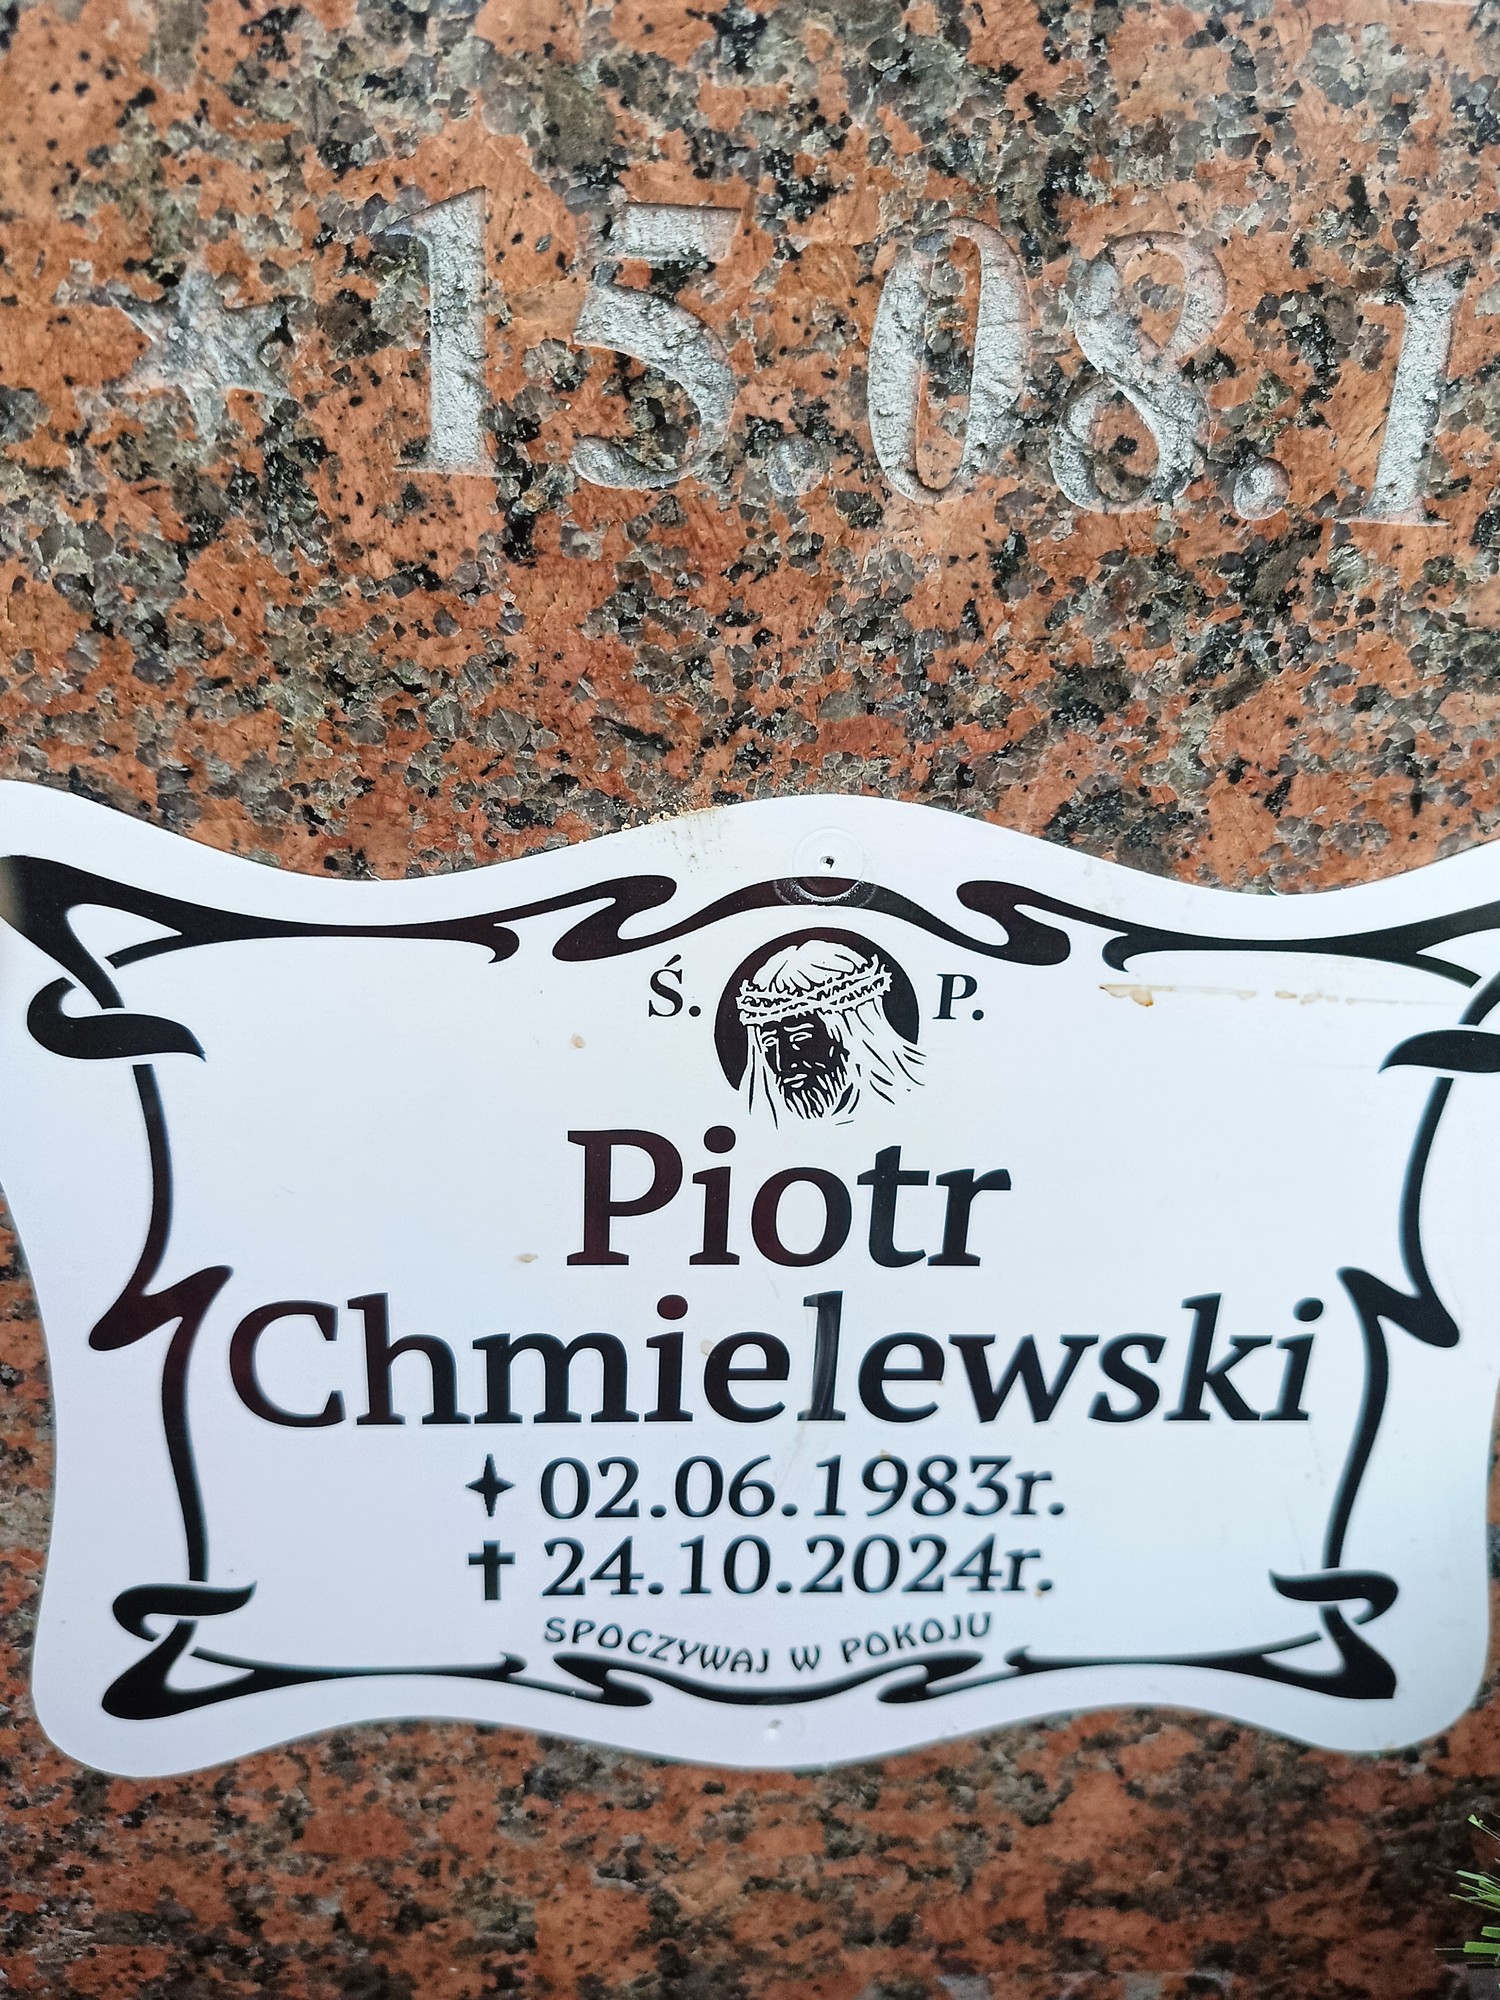 15.08.1
Ś. P.
Piotr
Chmielewski
02.06.1983r.
24.10.2024r.
SPOCZYWAJ W POKOJU